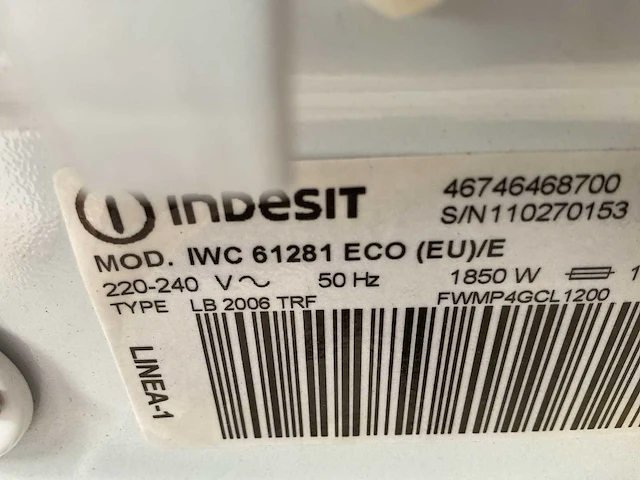 INDESIT
46746468700
S/N110270153
MOD. IWC 61281 ECO (EU)/E
220-240 V~ 50 Hz 1850 W 1
TYPE LB 2006 TRF FWMP4GCL1200
LINEA-1